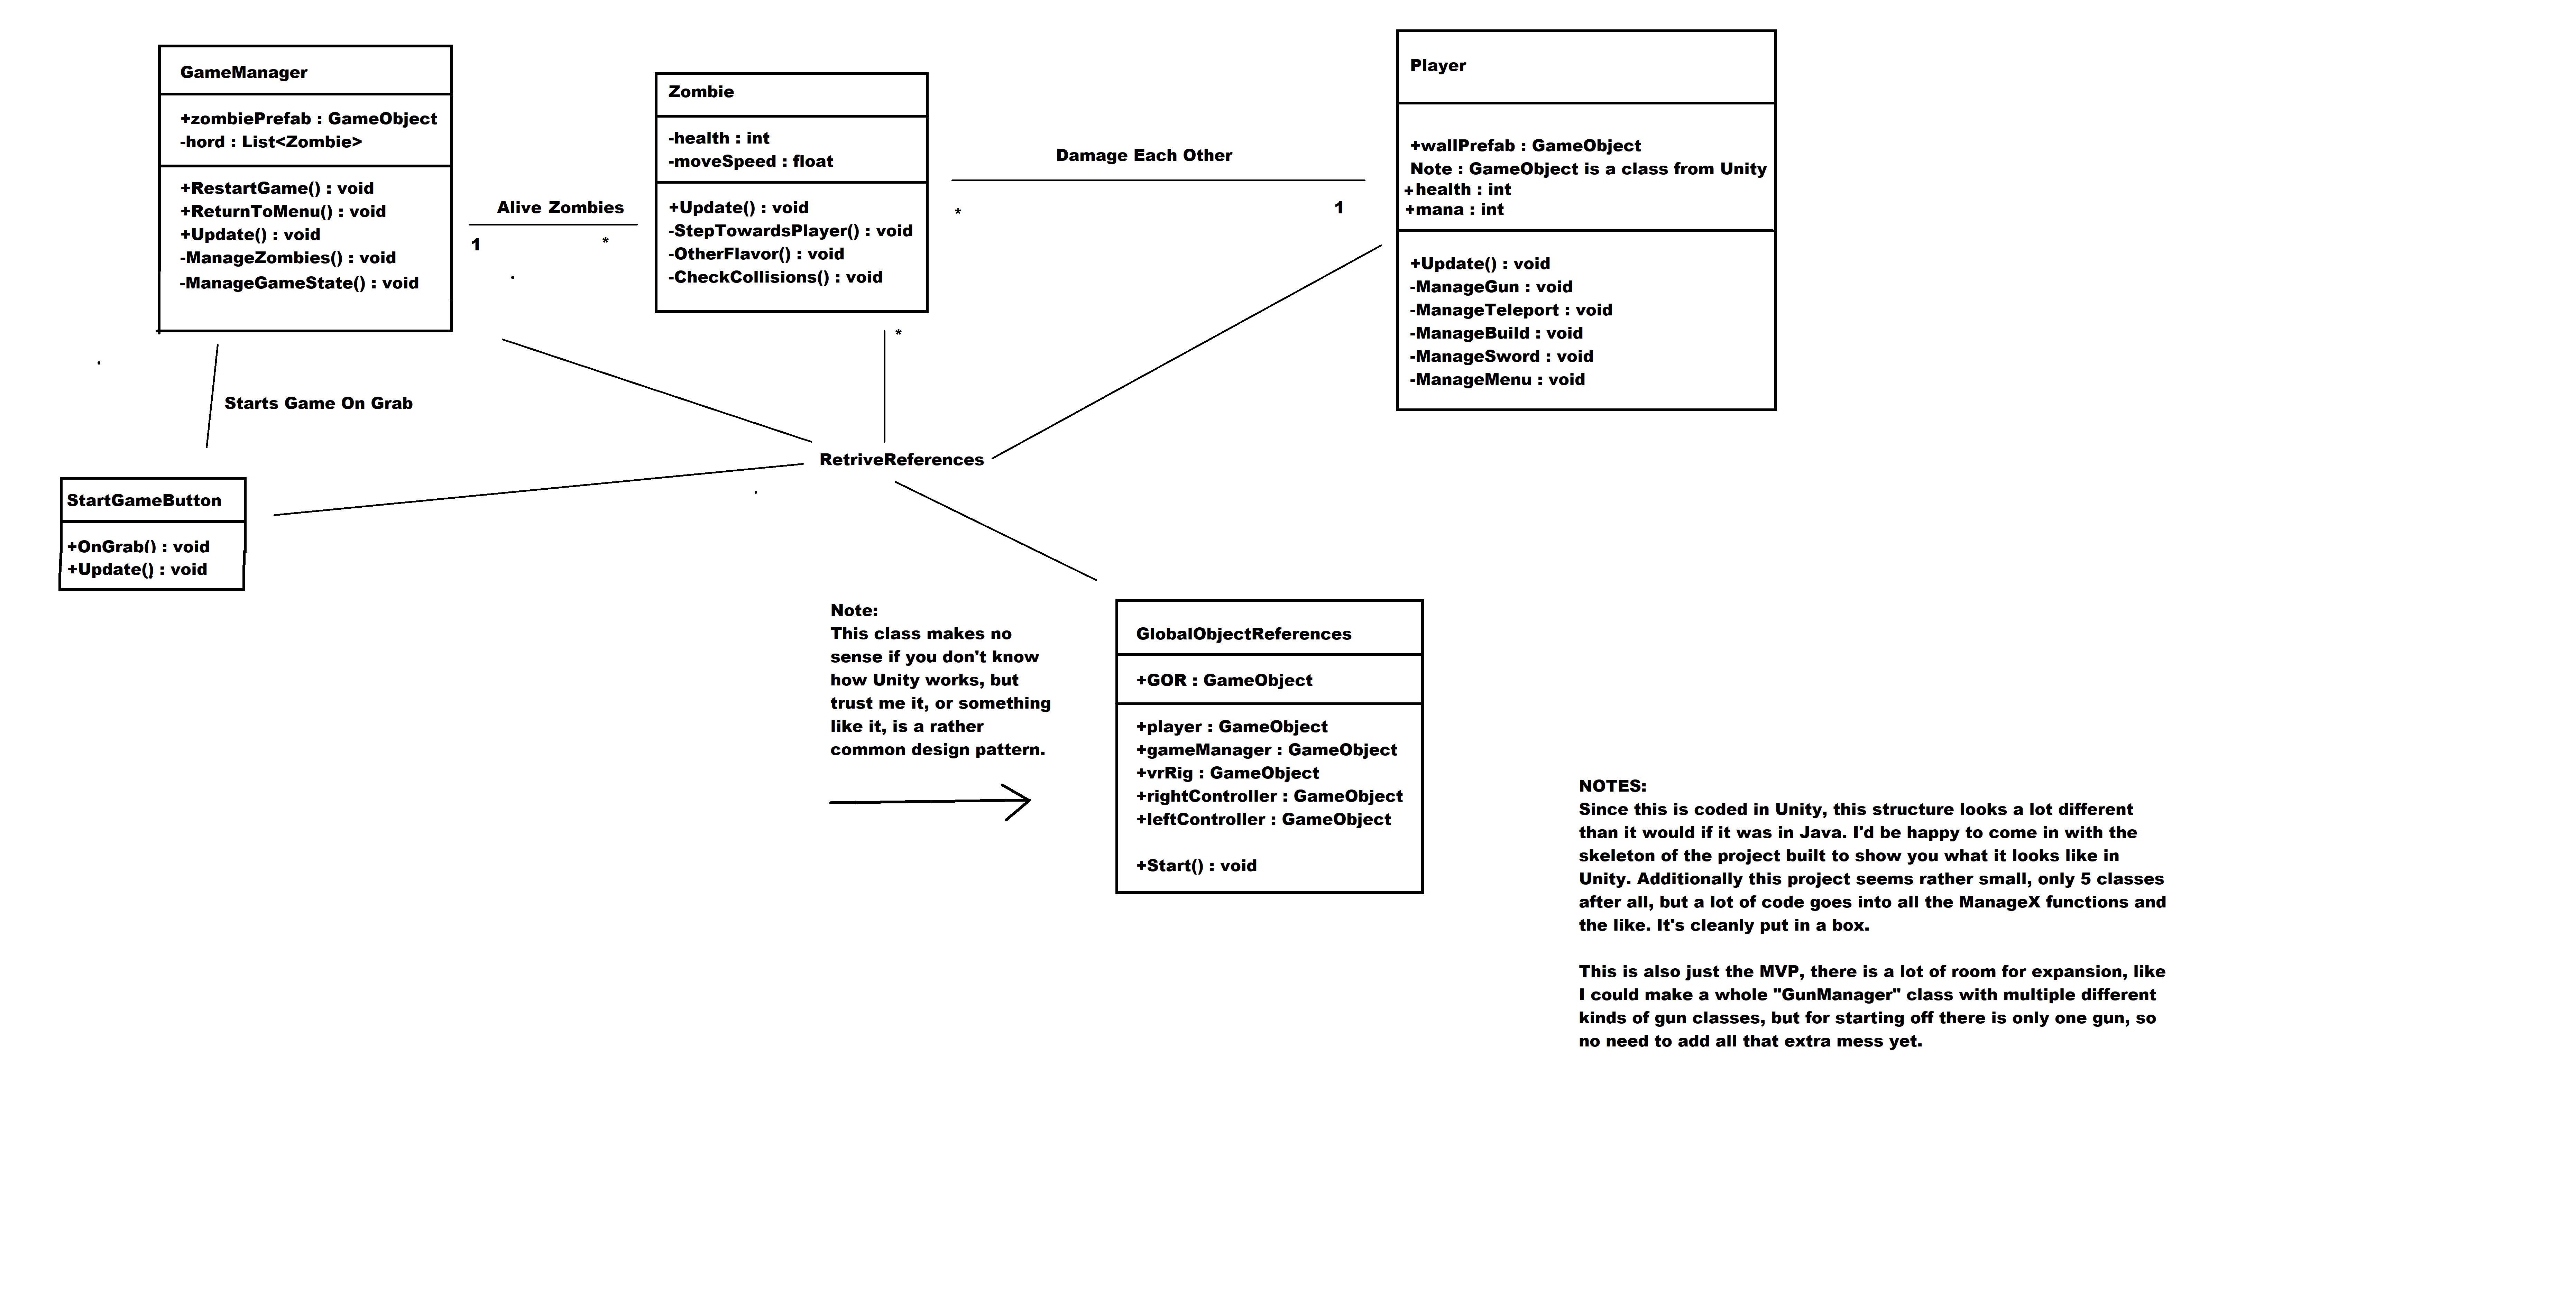 GameManager
+zombiePrefab : GameObject
-hord : List<Zombie>
+RestartGame() : void
+ReturnToMenu() : void
+Update() : void
-ManageZombies() : void
-ManageGameState() : void
Alive Zombies
1
*
Zombie
-health : int
-moveSpeed : float
+Update() : void
-StepTowardsPlayer() : void
-OtherFlavor() : void
-CheckCollisions() : void
Damage Each Other
*
1
Player
+wallPrefab : GameObject
Note : GameObject is a class from Unity
+health : int
+mana : int
+Update() : void
-ManageGun : void
-ManageTeleport : void
-ManageBuild : void
-ManageSword : void
-ManageMenu : void
*
Starts Game On Grab
RetriveReferences
StartGameButton
+OnGrab() : void
+Update() : void
Note:
This class makes no
sense if you don't know
how Unity works, but
trust me it, or something
like it, is a rather
common design pattern.
GlobalObjectReferences
+GOR : GameObject
+player : GameObject
+gameManager : GameObject
+vrRig : GameObject
+rightController : GameObject
+leftController : GameObject
+Start() : void
NOTES:
Since this is coded in Unity, this structure looks a lot different
than it would if it was in Java. I'd be happy to come in with the
skeleton of the project built to show you what it looks like in
Unity. Additionally this project seems rather small, only 5 classes
after all, but a lot of code goes into all the ManageX functions and
the like. It's cleanly put in a box.
This is also just the MVP, there is a lot of room for expansion, like
I could make a whole "GunManager" class with multiple different
kinds of gun classes, but for starting off there is only one gun, so
no need to add all that extra mess yet.